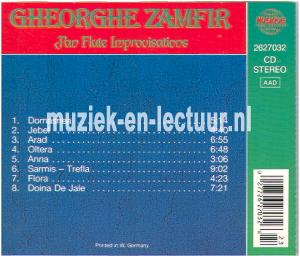 GHEORGHE ZAMFIR
Pan Flute Improvisations
2627032
CD
STEREO
AAD
muziek-en-lectuur.nl
1. 
2. Jebel
3. Arad 6:55
4. Oltera 6:48
5. Anna 3:06
6. Sarmis – Trefla 9:02
7. Flora 4:23
8. Doina De Jale 7:21
Printed in W. Germany